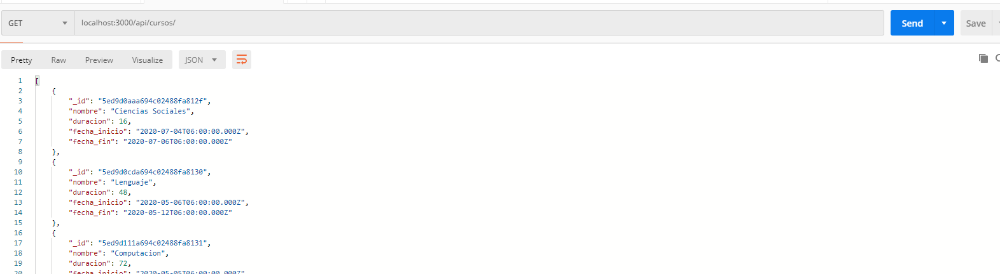 GET localhost:3000/api/cursos/ Send Save
Pretty Raw Preview Visualize JSON
1 [
2 {
3 "_id": "5ed9d0aaa694c02488fa812f",
4 "nombre": "Ciencias Sociales",
5 "duracion": 16,
6 "fecha_inicio": "2020-07-04T06:00:00.000Z",
7 "fecha_fin": "2020-07-06T06:00:00.000Z"
8 },
9 {
10 "_id": "5ed9d0cda694c02488fa8130",
11 "nombre": "Lenguaje",
12 "duracion": 48,
13 "fecha_inicio": "2020-05-06T06:00:00.000Z",
14 "fecha_fin": "2020-05-12T06:00:00.000Z"
15 },
16 {
17 "_id": "5ed9d111a694c02488fa8131",
18 "nombre": "Computacion",
19 "duracion": 72,
20 "fecha_inicio": "2020-05-05T06:00:00.000Z"